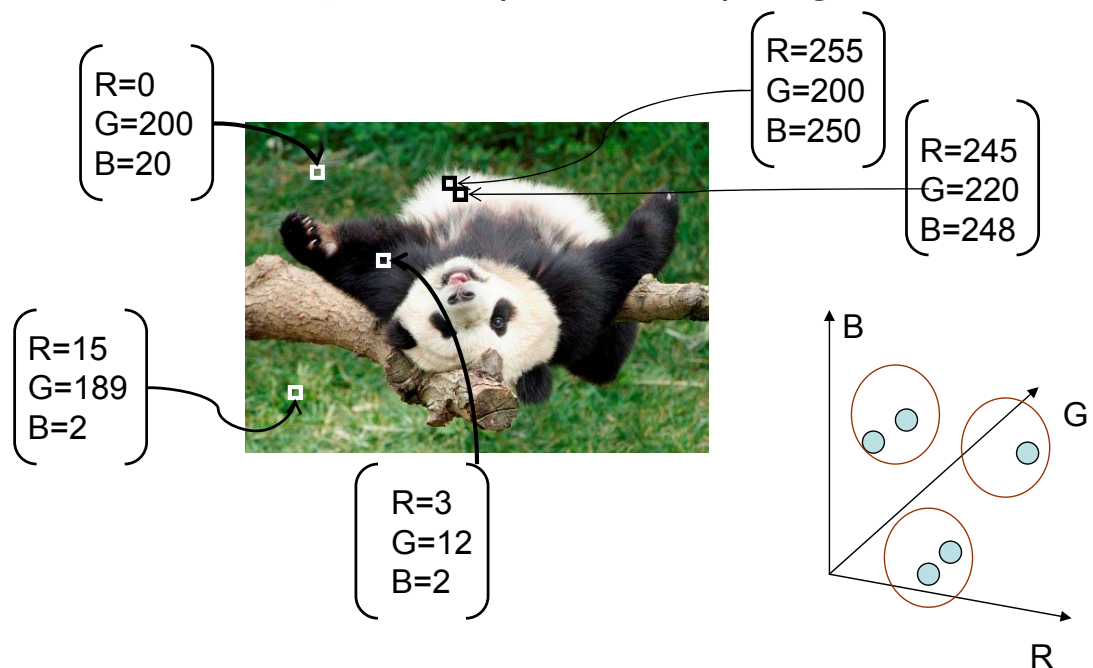 R=0
G=200
B=20
R=255
G=200
B=250
R=245
G=220
B=248
R=15
G=189
B=2
R=3
G=12
B=2
B
G
R